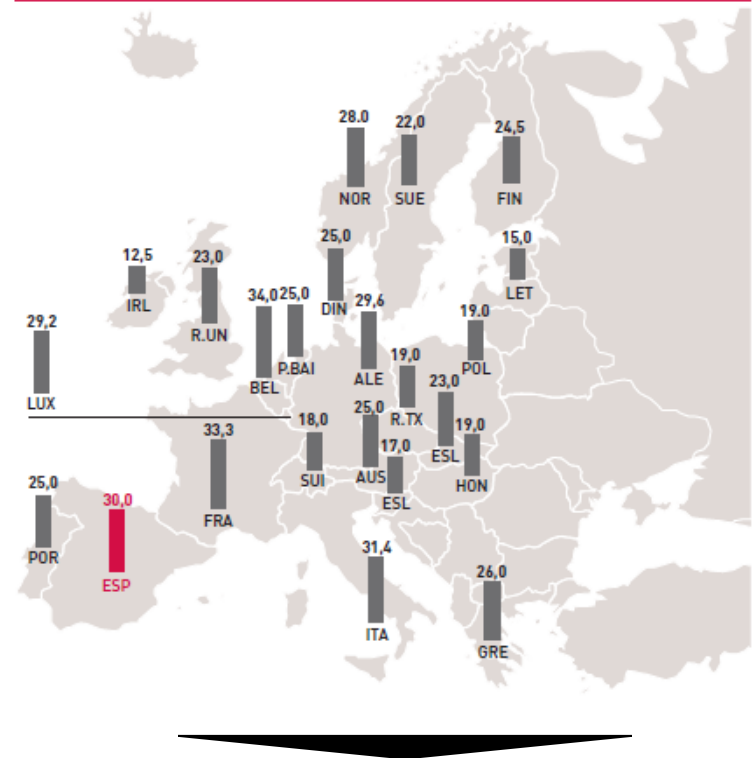 28.0
NOR
22,0
SUE
24,5
FIN
25,0
DIN
15,0
LET
12,5
IRL
23,0
R.UN
34,0
BEL
25,0
P.BAI
29,6
ALE
19.0
POL
29,2
LUX
19,0
R.TX
23,0
ESL
19,0
HON
25,0
AUS
17,0
ESL
18,0
SUI
33,3
FRA
25,0
POR
30,0
ESP
31,4
ITA
26,0
GRE